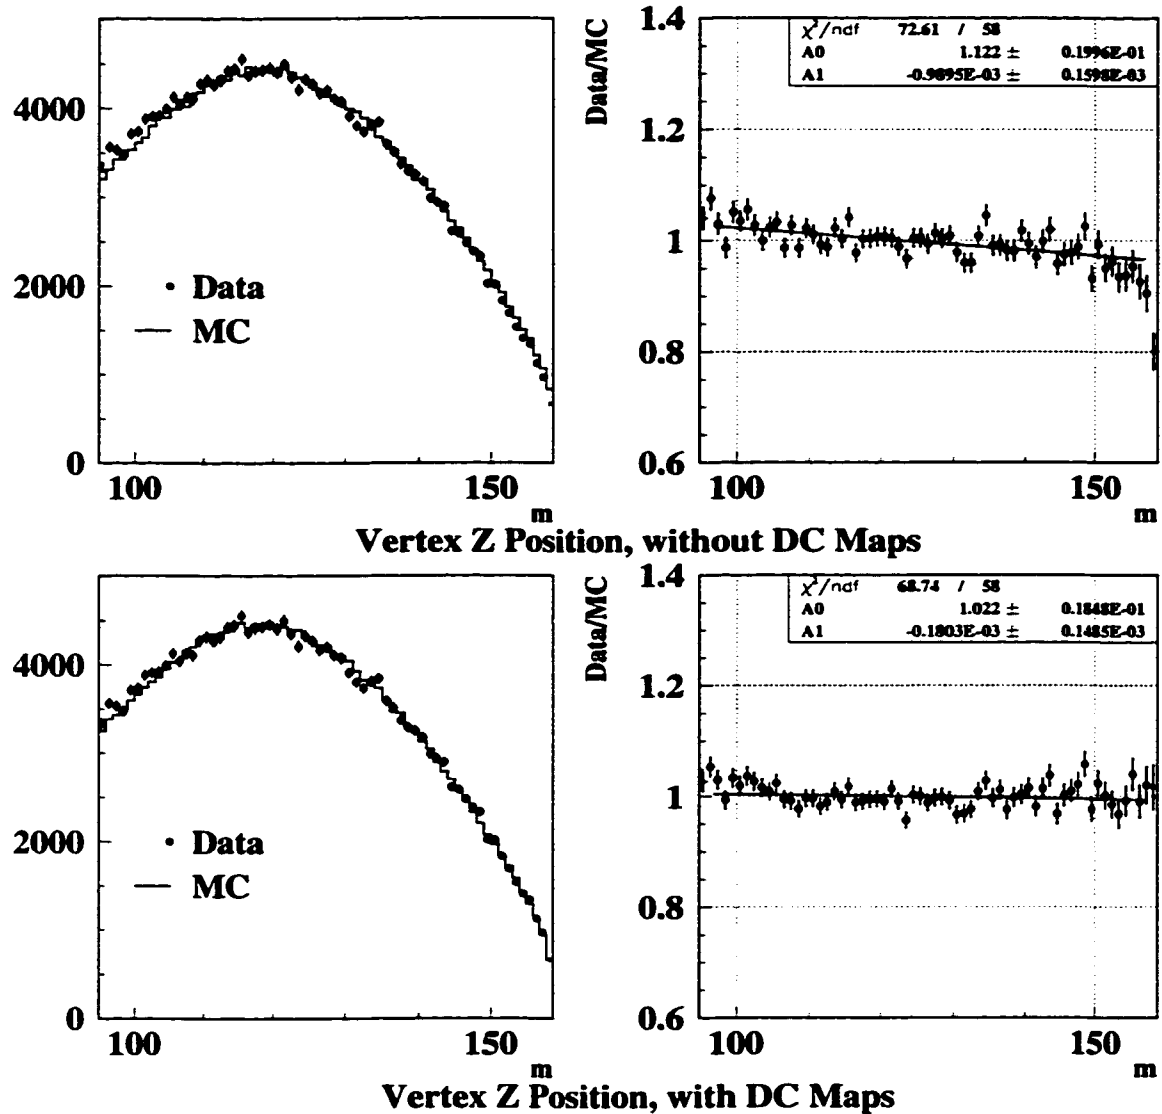 4000
2000
0
100
150
m
• Data
— MC
Data/MC
1.4
1.2
1
0.8
0.6
100
150
m
χ²/ndf 72.61 / 58
A0 1.122 ± 0.1996E-01
A1 -0.9895E-03 ± 0.1598E-03
Vertex Z Position, without DC Maps
4000
2000
0
100
150
m
• Data
— MC
Data/MC
1.4
1.2
1
0.8
0.6
100
150
m
χ²/ndf 68.74 / 58
A0 1.022 ± 0.1848E-01
A1 -0.1803E-03 ± 0.1485E-03
Vertex Z Position, with DC Maps